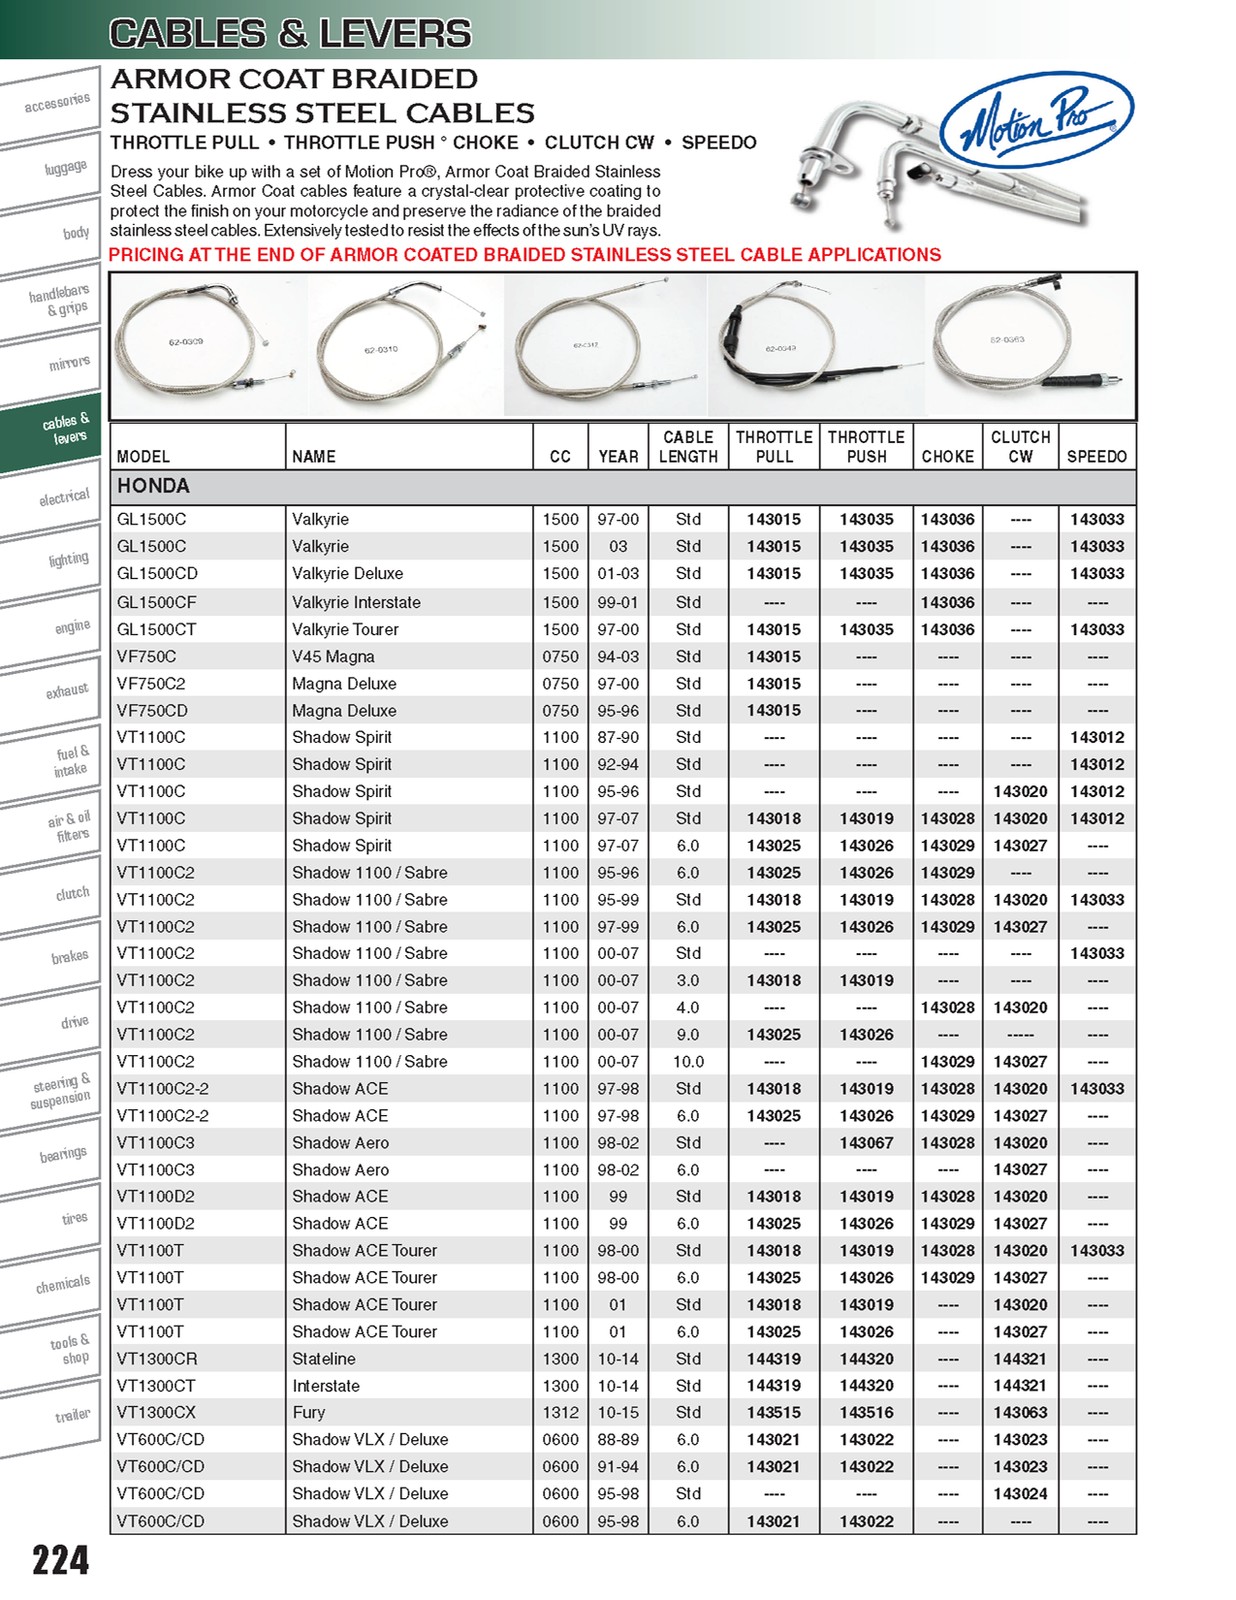 CABLES & LEVERS
ARMOR COAT BRAIDED
STAINLESS STEEL CABLES
THROTTLE PULL • THROTTLE PUSH ° CHOKE • CLUTCH CW • SPEEDO
Dress your bike up with a set of Motion Pro®, Armor Coat Braided Stainless
Steel Cables. Armor Coat cables feature a crystal-clear protective coating to
protect the finish on your motorcycle and preserve the radiance of the braided
stainless steel cables. Extensively tested to resist the effects of the sun's UV rays.
PRICING AT THE END OF ARMOR COATED BRAIDED STAINLESS STEEL CABLE APPLICATIONS
Motion Pro ®
62-0309 62-0310 62-0312 62-0343 62-0363
accessories
luggage
body
handlebars
& grips
mirrors
cables &
levers
electrical
lighting
engine
exhaust
fuel &
intake
air & oil
filters
clutch
brakes
drive
steering &
suspension
bearings
tires
chemicals
tools &
shop
trailer
MODEL NAME CC YEAR CABLE LENGTH THROTTLE PULL THROTTLE PUSH CHOKE CLUTCH CW SPEEDO
HONDA
GL1500C Valkyrie 1500 97-00 Std 143015 143035 143036 ---- 143033
GL1500C Valkyrie 1500 03 Std 143015 143035 143036 ---- 143033
GL1500CD Valkyrie Deluxe 1500 01-03 Std 143015 143035 143036 ---- 143033
GL1500CF Valkyrie Interstate 1500 99-01 Std ---- ---- 143036 ---- ----
GL1500CT Valkyrie Tourer 1500 97-00 Std 143015 143035 143036 ---- 143033
VF750C V45 Magna 0750 94-03 Std 143015 ---- ---- ---- ----
VF750C2 Magna Deluxe 0750 97-00 Std 143015 ---- ---- ---- ----
VF750CD Magna Deluxe 0750 95-96 Std 143015 ---- ---- ---- ----
VT1100C Shadow Spirit 1100 87-90 Std ---- ---- ---- ---- 143012
VT1100C Shadow Spirit 1100 92-94 Std ---- ---- ---- ---- 143012
VT1100C Shadow Spirit 1100 95-96 Std ---- ---- ---- 143020 143012
VT1100C Shadow Spirit 1100 97-07 Std 143018 143019 143028 143020 143012
VT1100C Shadow Spirit 1100 97-07 6.0 143025 143026 143029 143027 ----
VT1100C2 Shadow 1100 / Sabre 1100 95-96 6.0 143025 143026 143029 ---- ----
VT1100C2 Shadow 1100 / Sabre 1100 95-99 Std 143018 143019 143028 143020 143033
VT1100C2 Shadow 1100 / Sabre 1100 97-99 6.0 143025 143026 143029 143027 ----
VT1100C2 Shadow 1100 / Sabre 1100 00-07 Std ---- ---- ---- ---- 143033
VT1100C2 Shadow 1100 / Sabre 1100 00-07 3.0 143018 143019 ---- ---- ----
VT1100C2 Shadow 1100 / Sabre 1100 00-07 4.0 ---- ---- 143028 143020 ----
VT1100C2 Shadow 1100 / Sabre 1100 00-07 9.0 143025 143026 ---- ----- ----
VT1100C2 Shadow 1100 / Sabre 1100 00-07 10.0 ---- ---- 143029 143027 ----
VT1100C2-2 Shadow ACE 1100 97-98 Std 143018 143019 143028 143020 143033
VT1100C2-2 Shadow ACE 1100 97-98 6.0 143025 143026 143029 143027 ----
VT1100C3 Shadow Aero 1100 98-02 Std ---- 143067 143028 143020 ----
VT1100C3 Shadow Aero 1100 98-02 6.0 ---- ---- ---- 143027 ----
VT1100D2 Shadow ACE 1100 99 Std 143018 143019 143028 143020 ----
VT1100D2 Shadow ACE 1100 99 6.0 143025 143026 143029 143027 ----
VT1100T Shadow ACE Tourer 1100 98-00 Std 143018 143019 143028 143020 143033
VT1100T Shadow ACE Tourer 1100 98-00 6.0 143025 143026 143029 143027 ----
VT1100T Shadow ACE Tourer 1100 01 Std 143018 143019 ---- 143020 ----
VT1100T Shadow ACE Tourer 1100 01 6.0 143025 143026 ---- 143027 ----
VT1300CR Stateline 1300 10-14 Std 144319 144320 ---- 144321 ----
VT1300CT Interstate 1300 10-14 Std 144319 144320 ---- 144321 ----
VT1300CX Fury 1312 10-15 Std 143515 143516 ---- 143063 ----
VT600C/CD Shadow VLX / Deluxe 0600 88-89 6.0 143021 143022 ---- 143023 ----
VT600C/CD Shadow VLX / Deluxe 0600 91-94 6.0 143021 143022 ---- 143023 ----
VT600C/CD Shadow VLX / Deluxe 0600 95-98 Std ---- ---- ---- 143024 ----
VT600C/CD Shadow VLX / Deluxe 0600 95-98 6.0 143021 143022 ---- ---- ----
224